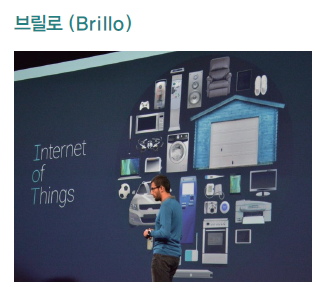 브릴로 (Brillo)
Internet
of
Things